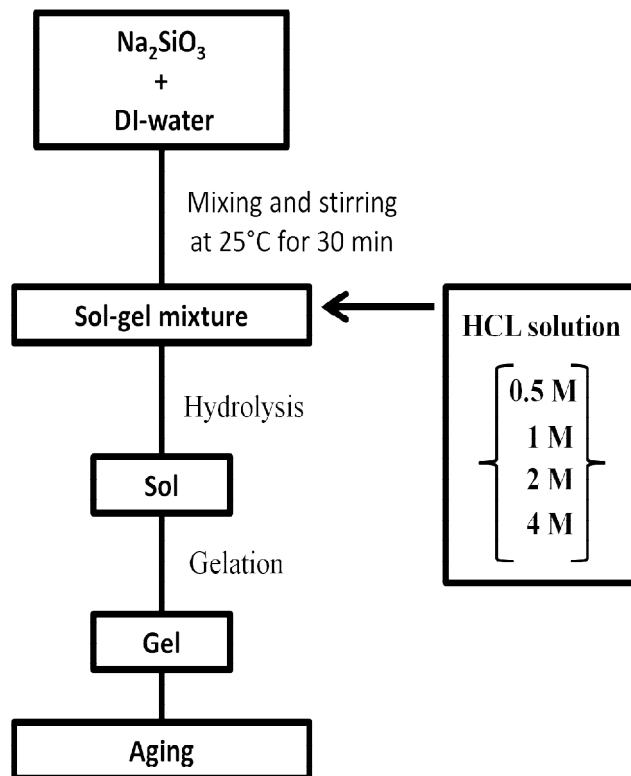 Na₂SiO₃
+
DI-water
Mixing and stirring
at 25°C for 30 min
Sol-gel mixture
HCL solution
0.5 M
1 M
2 M
4 M
Hydrolysis
Sol
Gelation
Gel
Aging